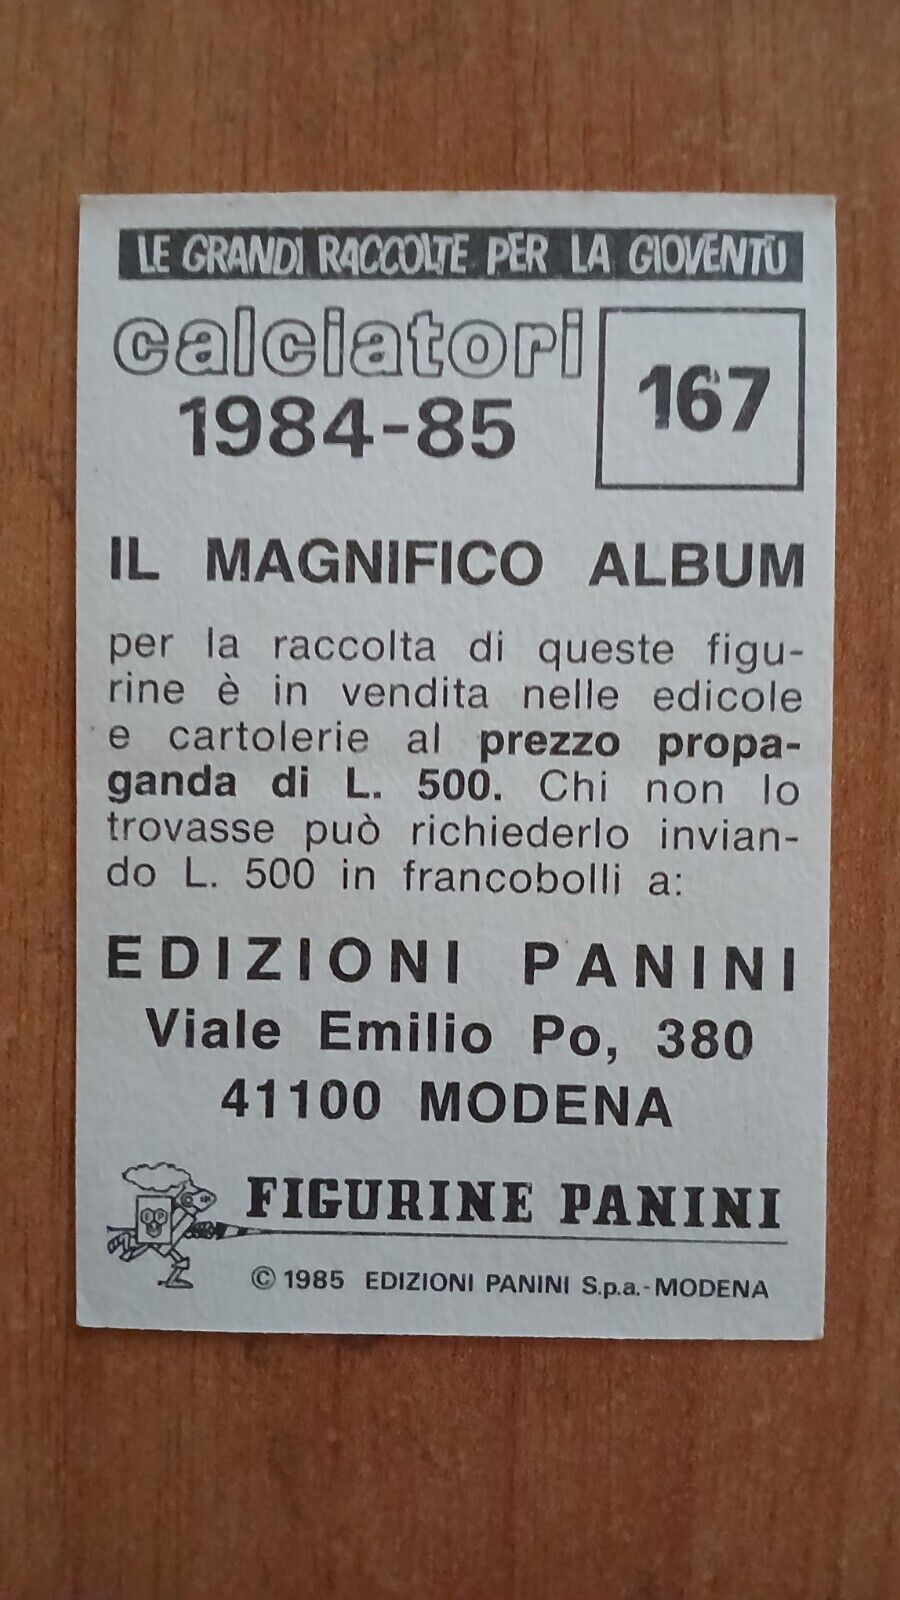 LE GRANDI RACCOLTE PER LA GIOVENTÙ
calciatori
1984-85
167
IL MAGNIFICO ALBUM
per la raccolta di queste figu-
rine è in vendita nelle edicole
e cartolerie al prezzo propa-
ganda di L. 500. Chi non lo
trovasse può richiederlo invian-
do L. 500 in francobolli a:
EDIZIONI PANINI
Viale Emilio Po, 380
41100 MODENA
FIGURINE PANINI
© 1985 EDIZIONI PANINI S.p.a.-MODENA